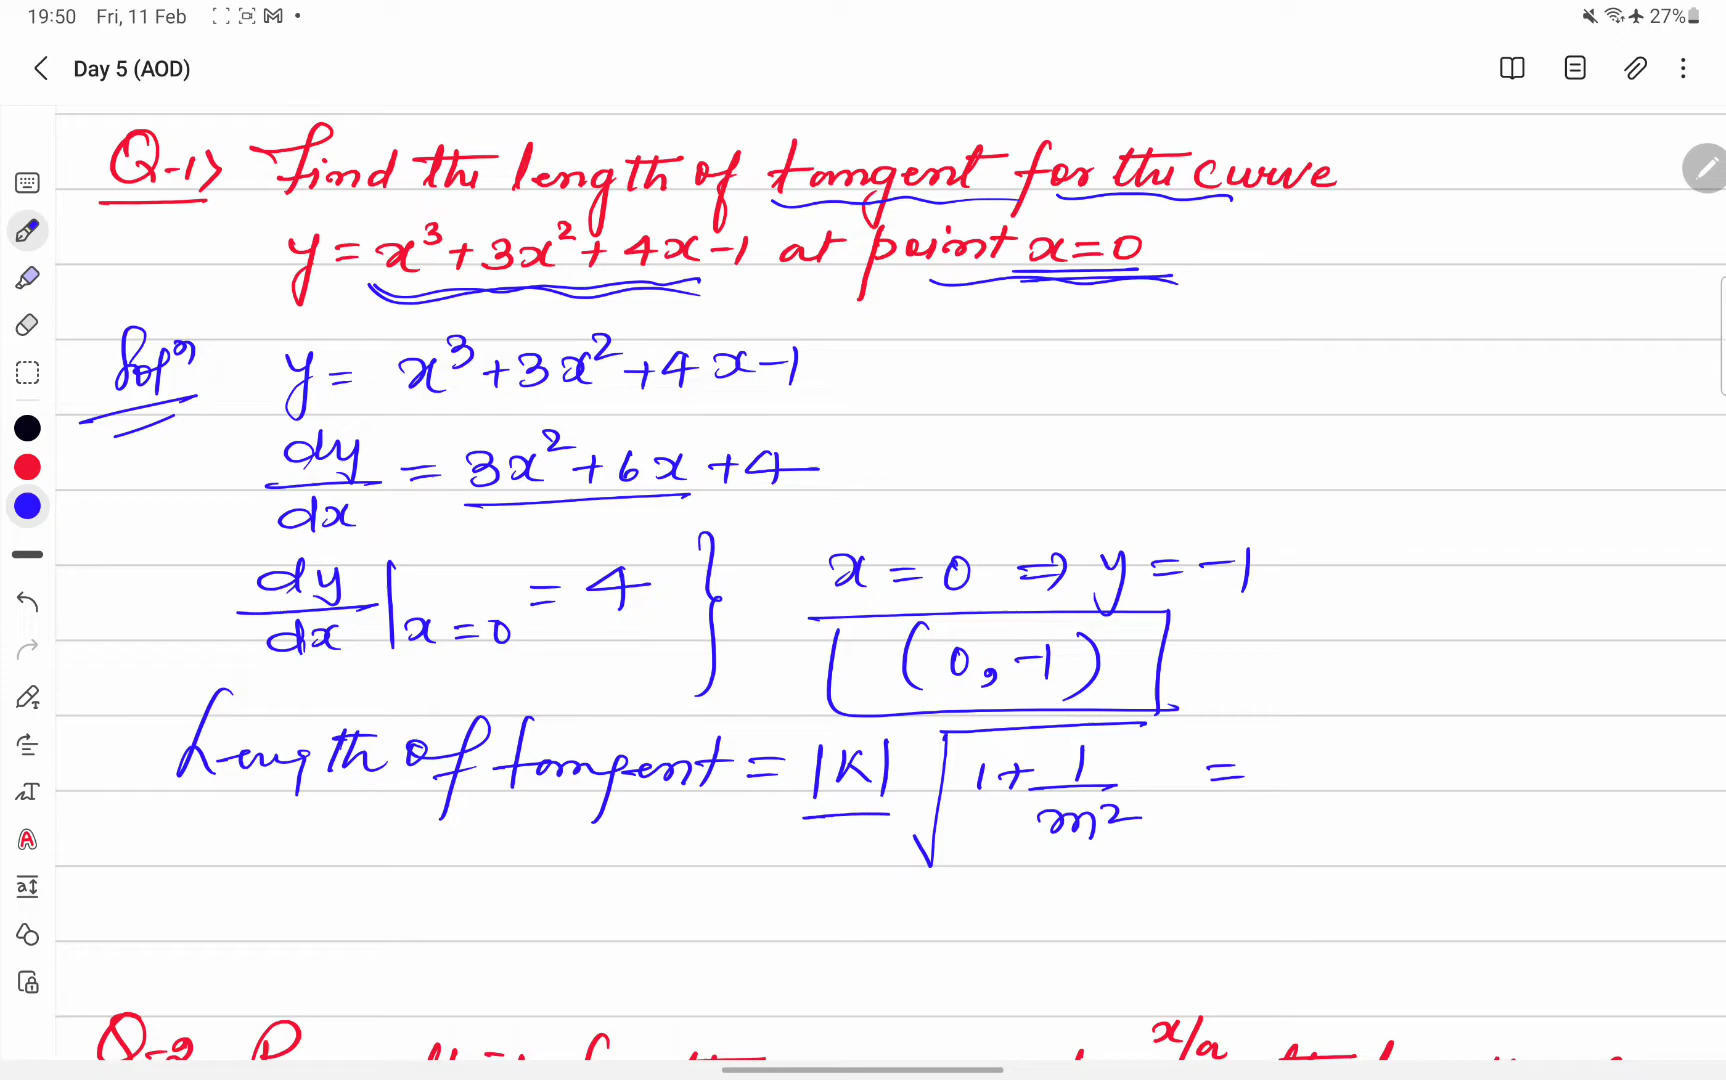 19:50 Fri, 11 Feb 27%
Day 5 (AOD)
Q-1> Find the length of tangent for the curve
y = x³ + 3x² + 4x - 1 at point x = 0
Solⁿ y = x³ + 3x² + 4x - 1
dy/dx = 3x² + 6x + 4
dy/dx |x = 0 = 4 } x = 0 ⇒ y = -1
(0, -1)
Length of tangent = |K| √(1 + 1/m²) =
x/a